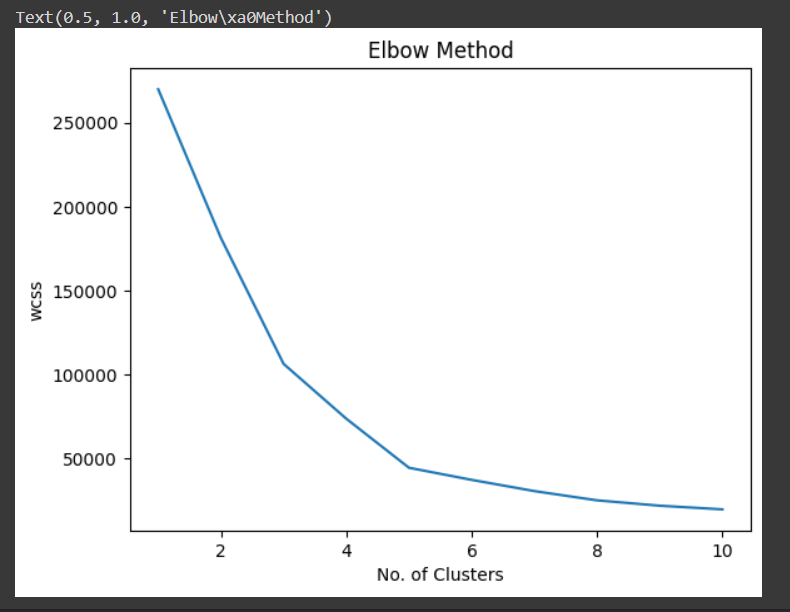 Text(0.5, 1.0, 'Elbow\xa0Method')
Elbow Method
250000
200000
150000
100000
50000
wcss
2 4 6 8 10
No. of Clusters